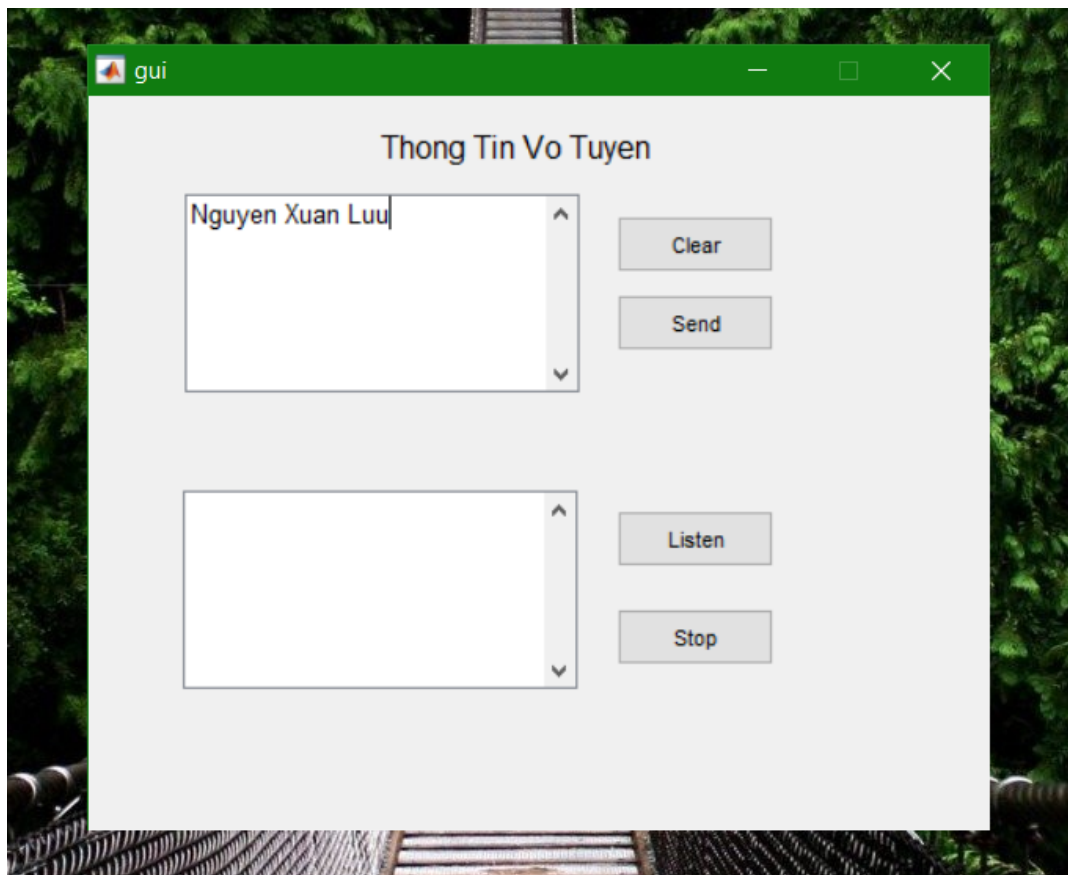 gui
Thong Tin Vo Tuyen
Nguyen Xuan Luu
Clear
Send
Listen
Stop